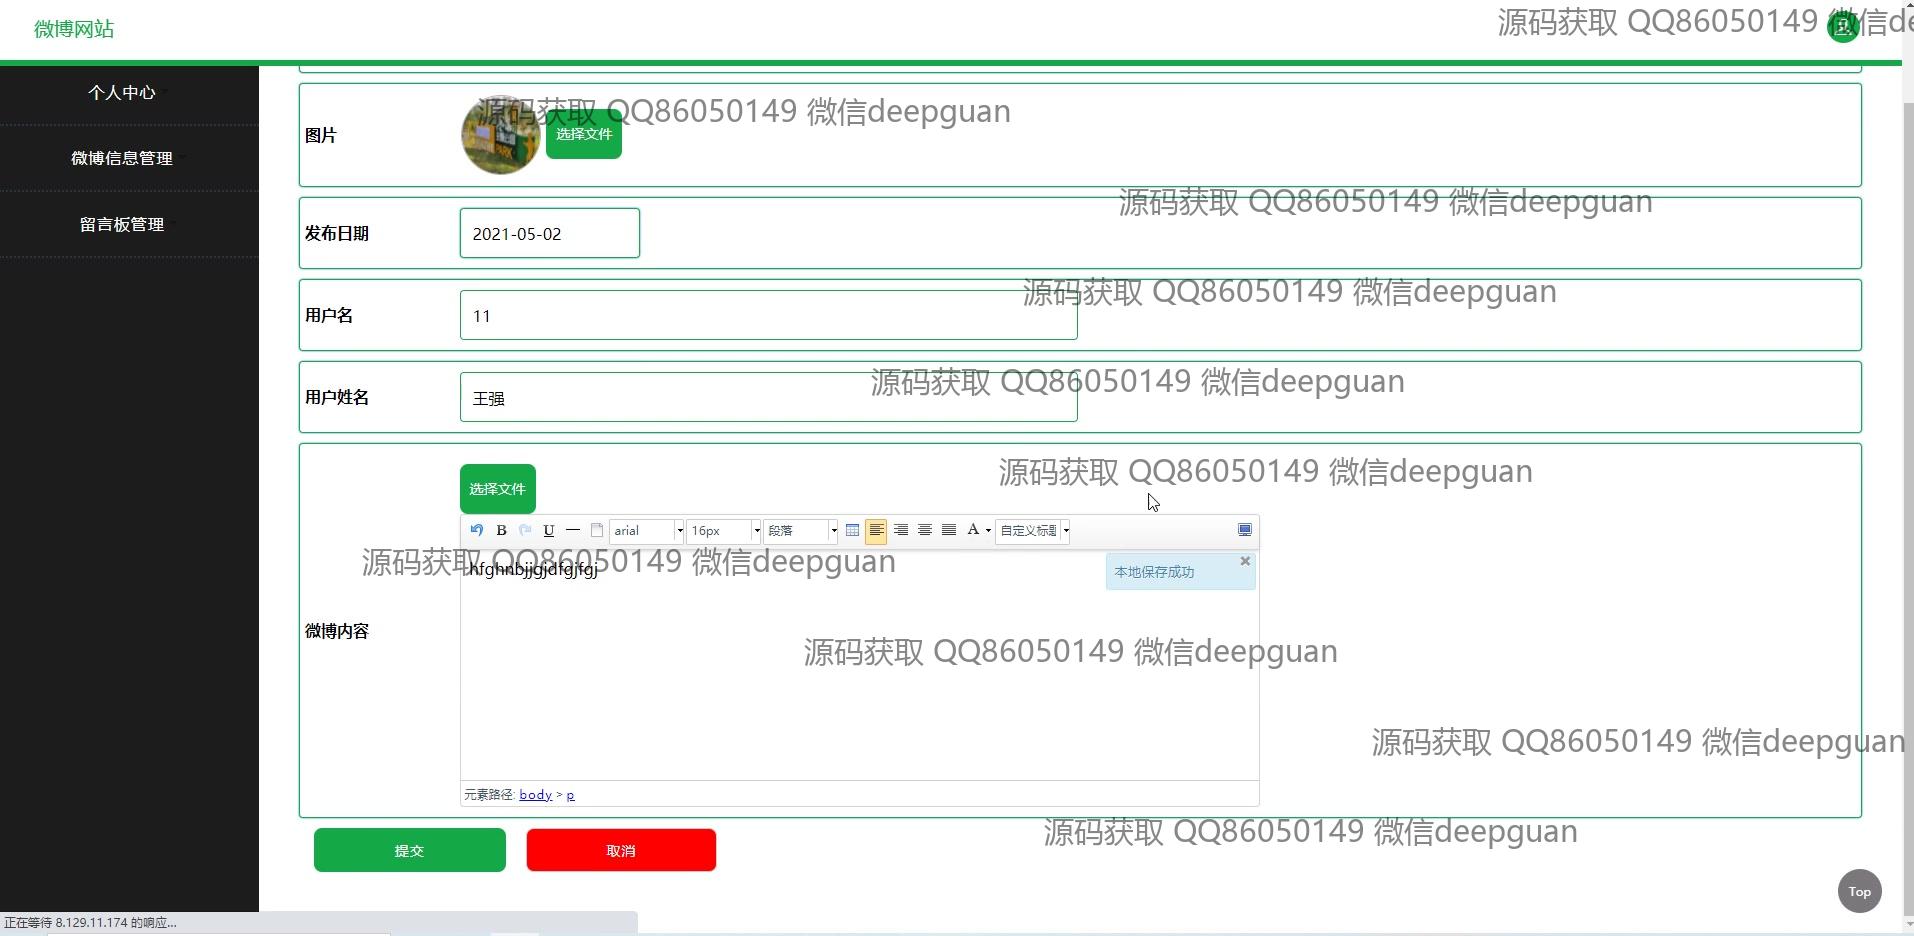 微博网站
源码获取 QQ86050149 微信de
个人中心
微博信息管理
留言板管理
图片
选择文件
源码获取 QQ86050149 微信deepguan
源码获取 QQ86050149 微信deepguan
发布日期
2021-05-02
源码获取 QQ86050149 微信deepguan
用户名
11
源码获取 QQ86050149 微信deepguan
用户姓名
王强
源码获取 QQ86050149 微信deepguan
选择文件
B U arial 16px 段落 A 自定义标题
源码获取 QQ86050149 微信deepguan
hfghnbjjgjdfgjfgj
本地保存成功
微博内容
源码获取 QQ86050149 微信deepguan
源码获取 QQ86050149 微信deepguan
元素路径: body > p
源码获取 QQ86050149 微信deepguan
提交
取消
Top
正在等待 8.129.11.174 的响应...